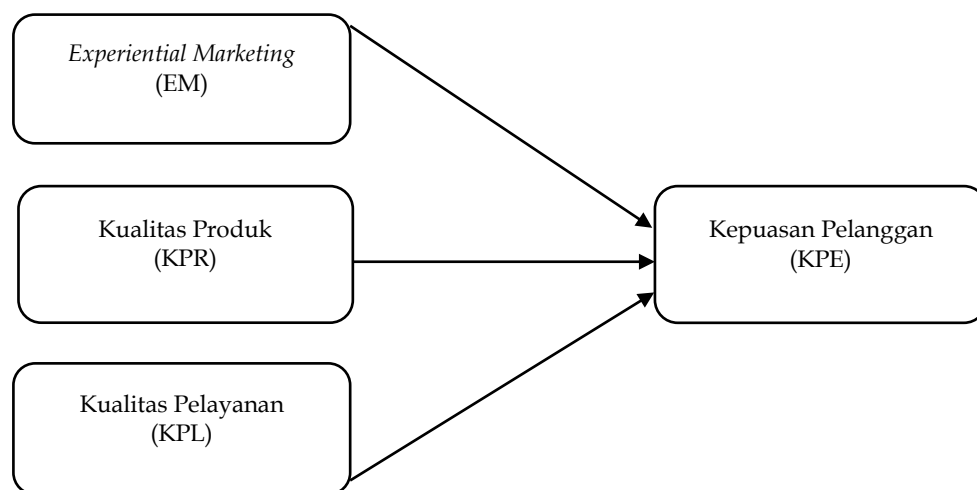 Experiential Marketing
(EM)
Kualitas Produk
(KPR)
Kepuasan Pelanggan
(KPE)
Kualitas Pelayanan
(KPL)